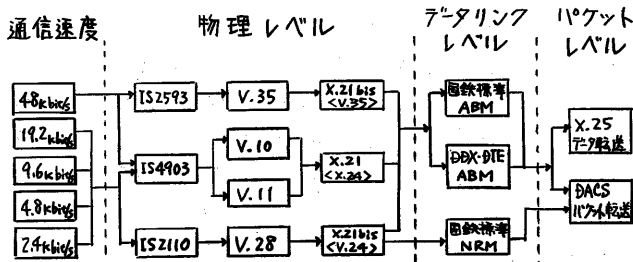 通信速度
物理レベル
データリンク
レベル
パケット
レベル
48Kbit/s
19.2Kbit/s
9.6Kbit/s
4.8Kbit/s
2.4Kbit/s
IS2593
IS4903
IS2110
V.35
V.10
V.11
V.28
X.21bis
<V.35>
X.21
<X.24>
X.21bis
<V.24>
国鉄標準
ABM
DDX-DTE
ABM
国鉄標準
NRM
X.25
データ転送
DACS
パケット転送